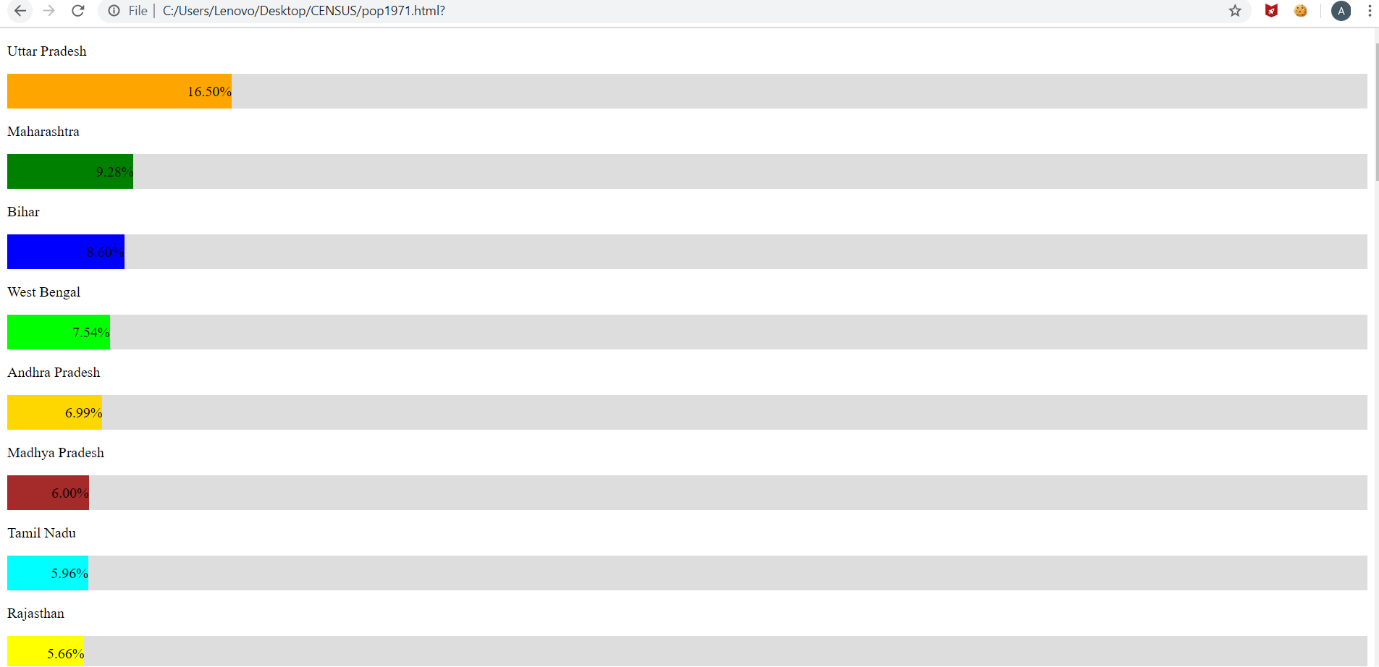 File | C:/Users/Lenovo/Desktop/CENSUS/pop1971.html?
A
Uttar Pradesh
16.50%
Maharashtra
9.28%
Bihar
8.60%
West Bengal
7.54%
Andhra Pradesh
6.99%
Madhya Pradesh
6.00%
Tamil Nadu
5.96%
Rajasthan
5.66%